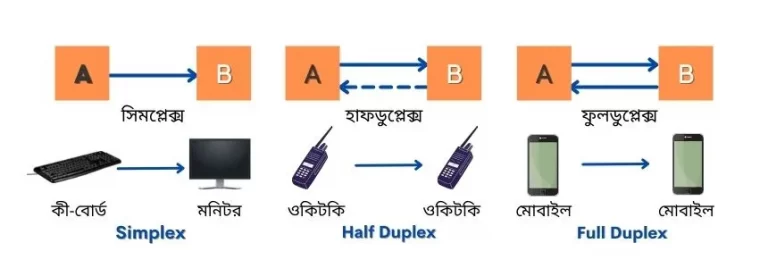 A B A B A B
সিমপ্লেক্স হাফডুপ্লেক্স ফুলডুপ্লেক্স
কী-বোর্ড মনিটর ওকিটকি ওকিটকি মোবাইল মোবাইল
Simplex Half Duplex Full Duplex